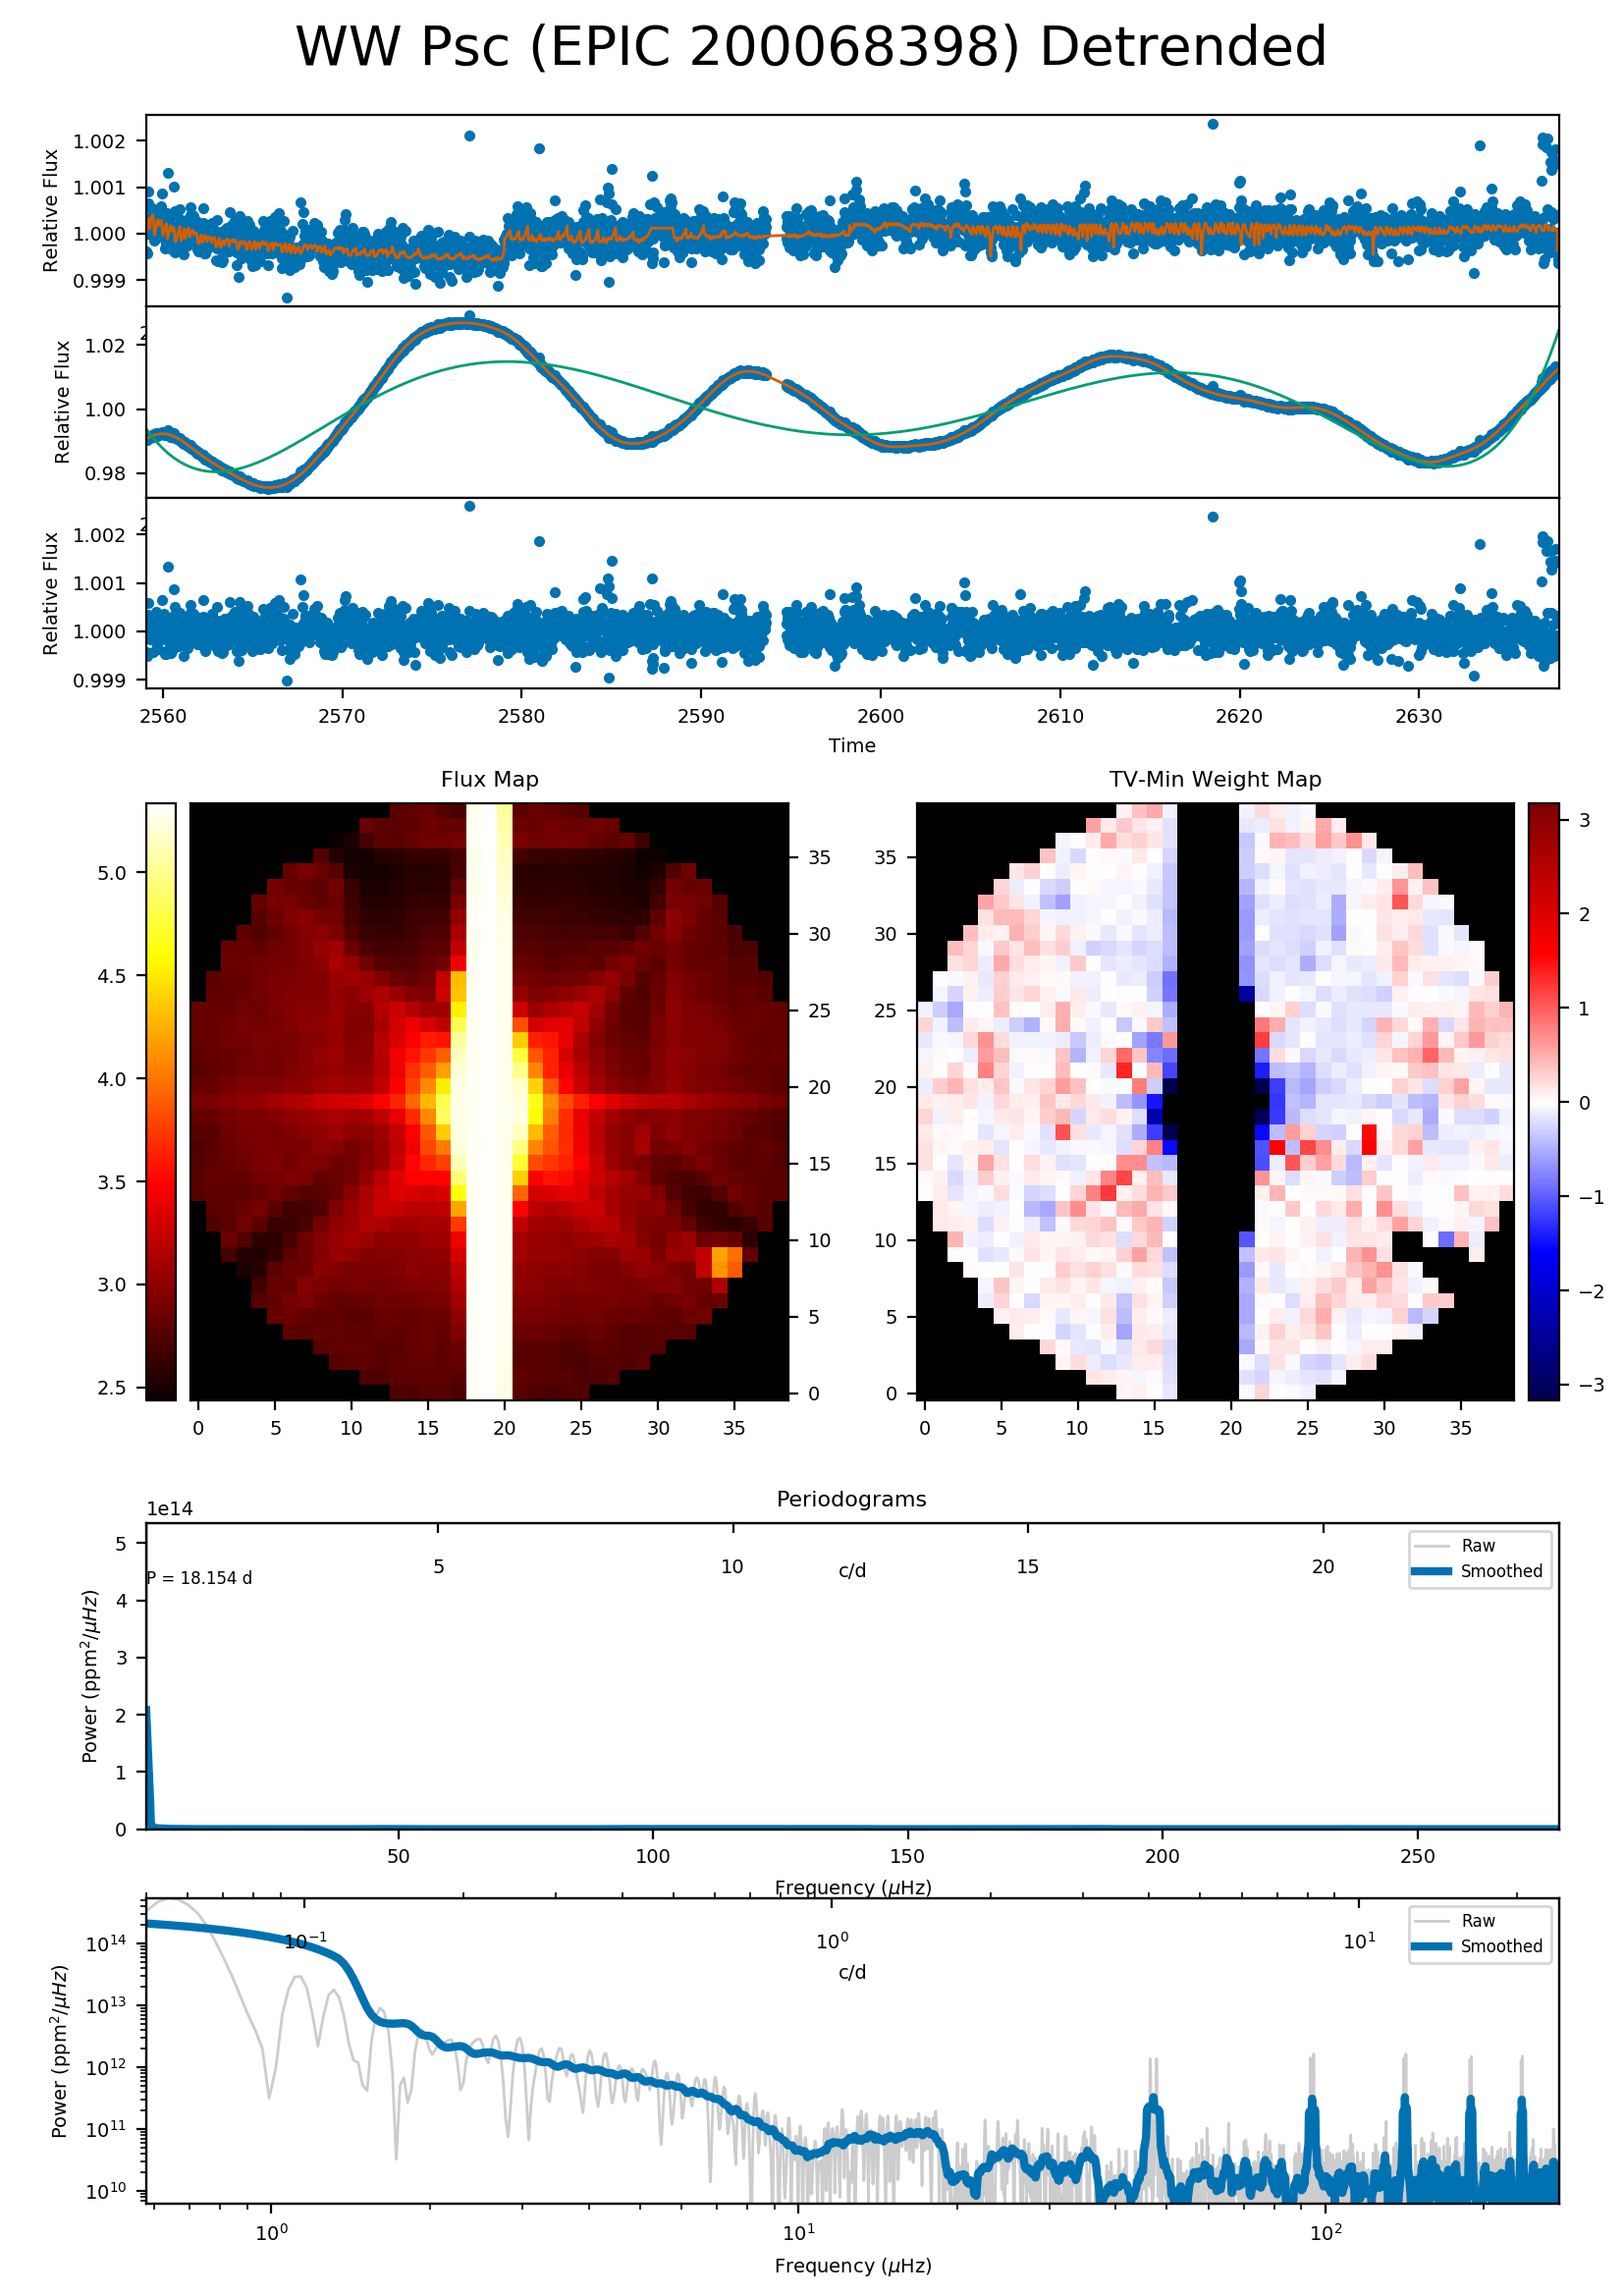 WW Psc (EPIC 200068398) Detrended
Relative Flux
1.002
1.001
1.000
0.999
Relative Flux
1.02
1.00
0.98
Relative Flux
1.002
1.001
1.000
0.999
2560 2570 2580 2590 2600 2610 2620 2630
Time
Flux Map
5.0
4.5
4.0
3.5
3.0
2.5
35
30
25
20
15
10
5
0
0 5 10 15 20 25 30 35
TV-Min Weight Map
35
30
25
20
15
10
5
0
0 5 10 15 20 25 30 35
3
2
1
0
−1
−2
−3
Periodograms
1e14
5 10 15 20
c/d
P = 18.154 d
Raw
Smoothed
Power (ppm²/μHz)
5
4
3
2
1
0
50 100 150 200 250
Frequency (μHz)
10⁻¹ 10⁰ 10¹
c/d
Raw
Smoothed
Power (ppm²/μHz)
10¹⁴
10¹³
10¹²
10¹¹
10¹⁰
10⁰ 10¹ 10²
Frequency (μHz)